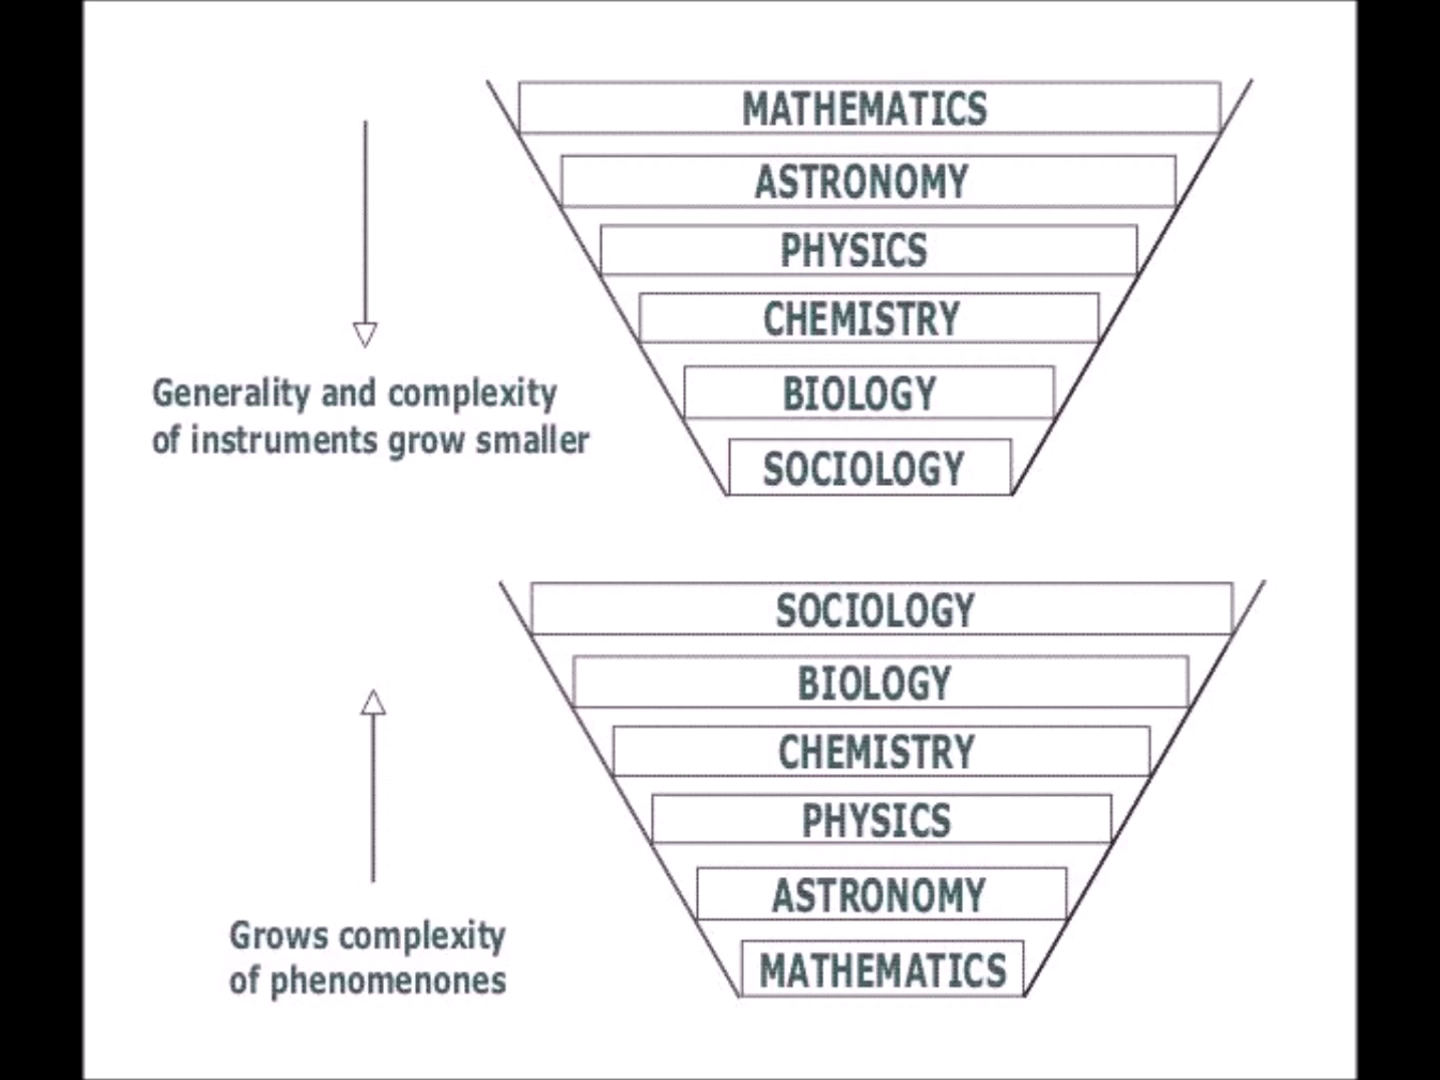 MATHEMATICS
ASTRONOMY
PHYSICS
CHEMISTRY
BIOLOGY
SOCIOLOGY
Generality and complexity
of instruments grow smaller
SOCIOLOGY
BIOLOGY
CHEMISTRY
PHYSICS
ASTRONOMY
MATHEMATICS
Grows complexity
of phenomenones